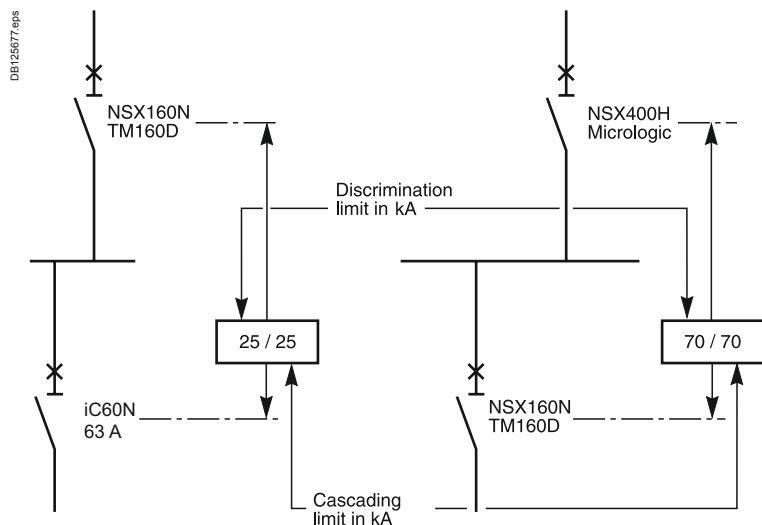 DB125677.eps
NSX160N
TM160D
NSX400H
Micrologic
Discrimination
limit in kA
25 / 25
70 / 70
iC60N
63 A
NSX160N
TM160D
Cascading
limit in kA